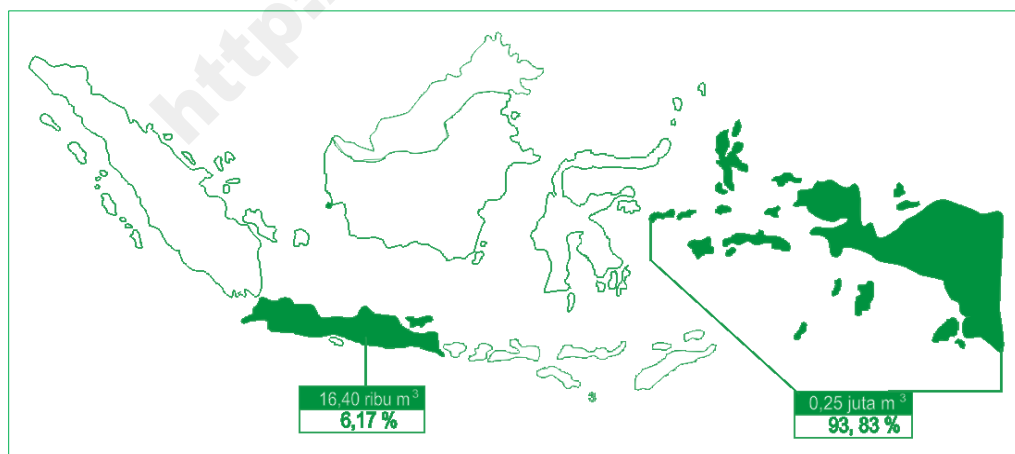 http:
16,40 ribu m³
6,17 %
0,25 juta m³
93, 83 %